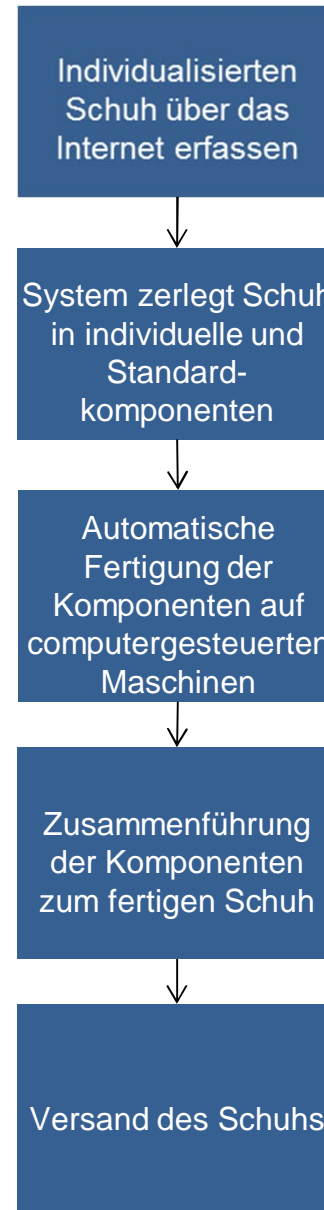 Individualisierten
Schuh über das
Internet erfassen
System zerlegt Schuh
in individuelle und
Standard-
komponenten
Automatische
Fertigung der
Komponenten auf
computergesteuerten
Maschinen
Zusammenführung
der Komponenten
zum fertigen Schuh
Versand des Schuhs